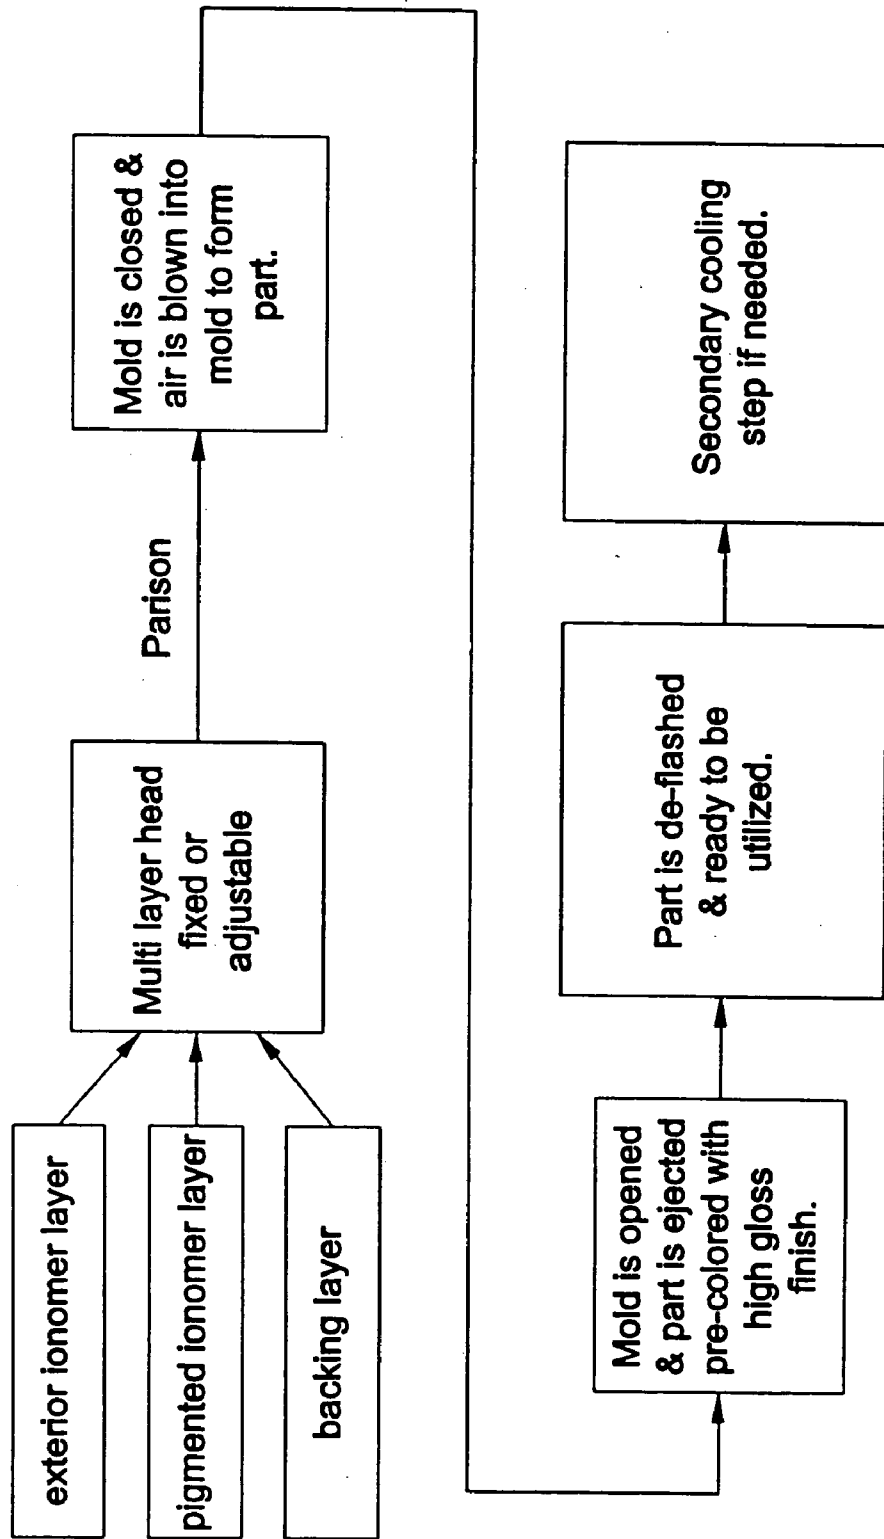 exterior ionomer layer
pigmented ionomer layer
backing layer
Multi layer head
fixed or
adjustable
Parison
Mold is closed &
air is blown into
mold to form
part.
Mold is opened
& part is ejected
pre-colored with
high gloss
finish.
Part is de-flashed
& ready to be
utilized.
Secondary cooling
step if needed.